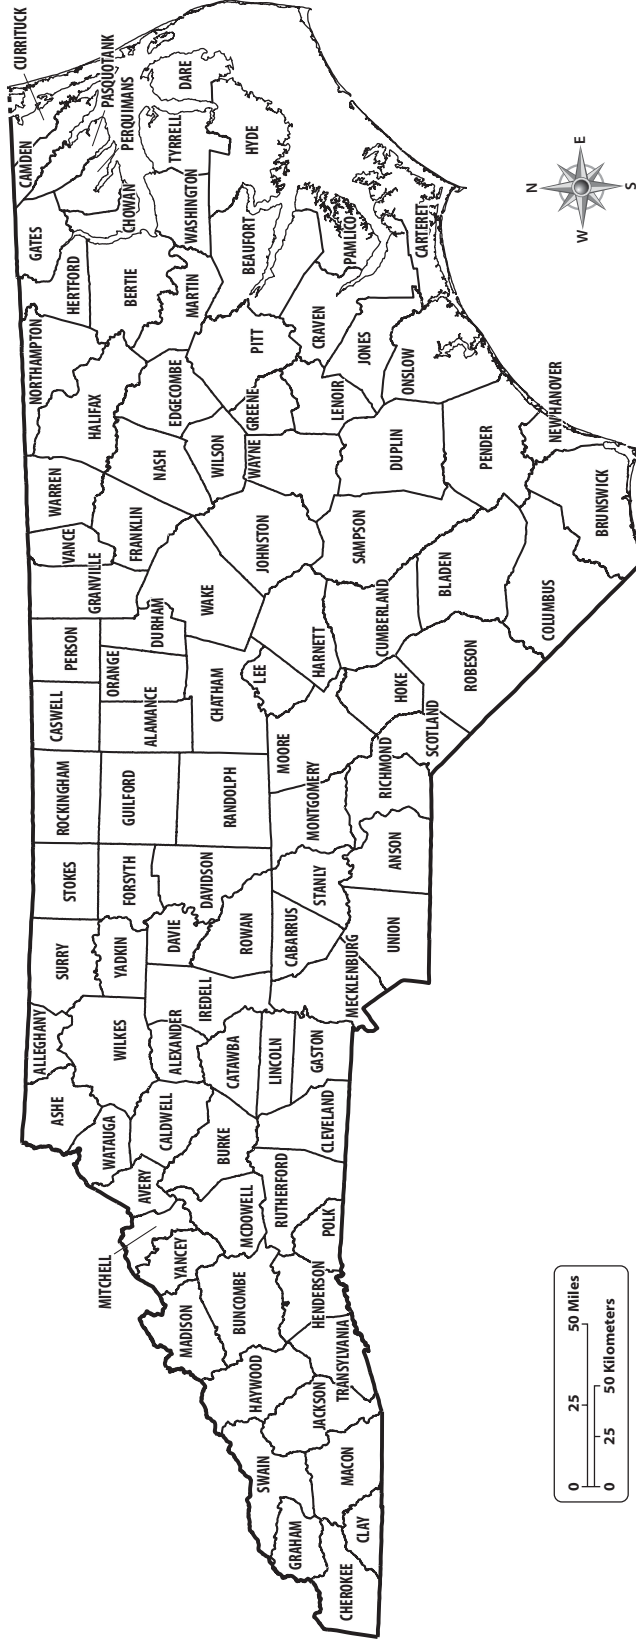 CURRITUCK
CAMDEN
PASQUOTANK
PERQUIMANS
GATES
CHOWAN
DARE
TYRRELL
WASHINGTON
HYDE
HERTFORD
BERTIE
MARTIN
BEAUFORT
PAMLICO
CARTERET
NORTHAMPTON
HALIFAX
EDGECOMBE
PITT
CRAVEN
JONES
ONSLOW
WARREN
NASH
WILSON
GREENE
WAYNE
LENOIR
DUPLIN
PENDER
NEW HANOVER
VANCE
FRANKLIN
GRANVILLE
JOHNSTON
SAMPSON
BRUNSWICK
WAKE
DURHAM
PERSON
ORANGE
HARNETT
CUMBERLAND
BLADEN
COLUMBUS
CASWELL
ALAMANCE
CHATHAM
LEE
HOKE
ROBESON
SCOTLAND
ROCKINGHAM
GUILFORD
RANDOLPH
MOORE
MONTGOMERY
RICHMOND
STOKES
FORSYTH
DAVIDSON
STANLY
ANSON
SURRY
YADKIN
DAVIE
ROWAN
CABARRUS
UNION
MECKLENBURG
ALLEGHANY
WILKES
IREDELL
ALEXANDER
CATAWBA
LINCOLN
GASTON
ASHE
WATAUGA
CALDWELL
BURKE
CLEVELAND
AVERY
MCDOWELL
RUTHERFORD
POLK
MITCHELL
YANCEY
MADISON
BUNCOMBE
HENDERSON
HAYWOOD
TRANSYLVANIA
JACKSON
SWAIN
MACON
GRAHAM
CLAY
CHEROKEE
N
E
S
W
0 25 50 Miles
0 25 50 Kilometers